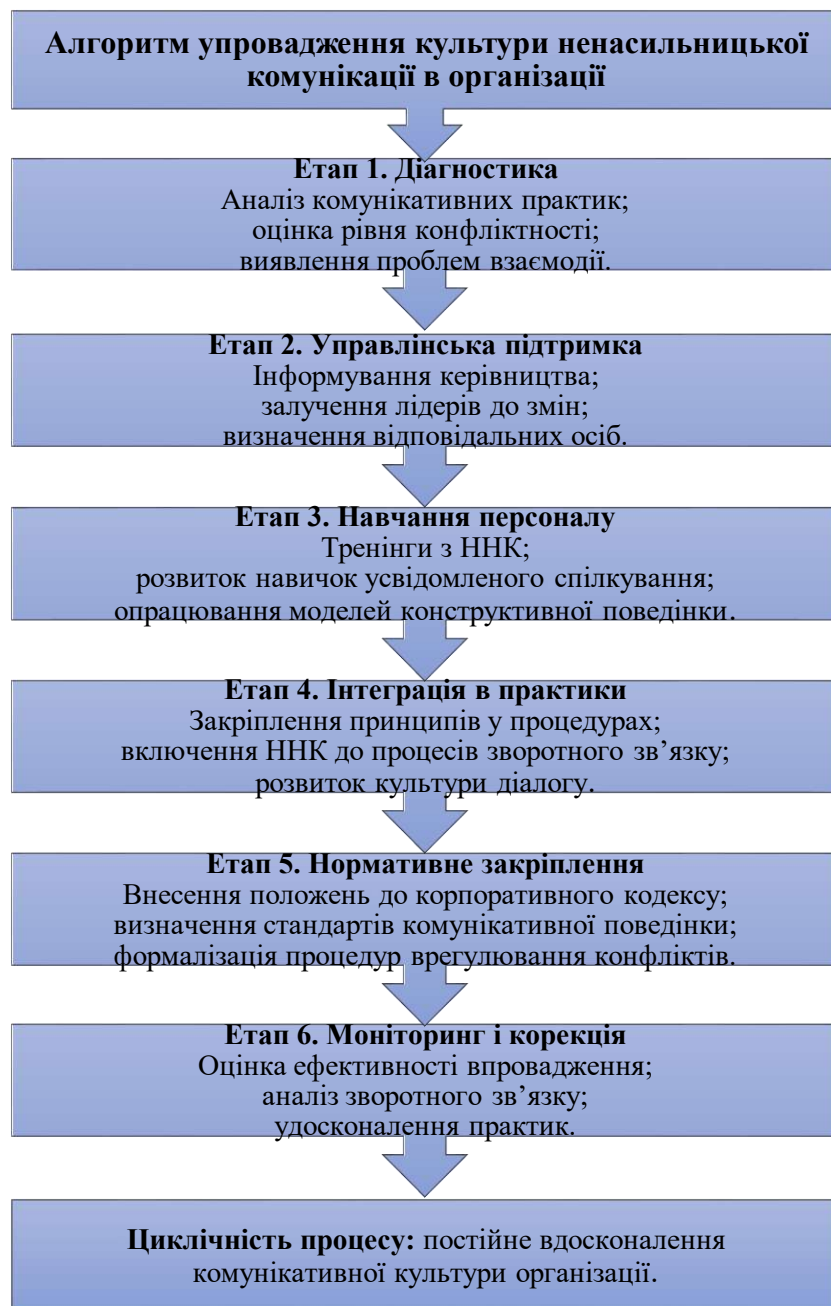 Алгоритм упровадження культури ненасильницької
комунікації в організації
Етап 1. Діагностика
Аналіз комунікативних практик;
оцінка рівня конфліктності;
виявлення проблем взаємодії.
Етап 2. Управлінська підтримка
Інформування керівництва;
залучення лідерів до змін;
визначення відповідальних осіб.
Етап 3. Навчання персоналу
Тренінги з ННК;
розвиток навичок усвідомленого спілкування;
опрацювання моделей конструктивної поведінки.
Етап 4. Інтеграція в практики
Закріплення принципів у процедурах;
включення ННК до процесів зворотного зв’язку;
розвиток культури діалогу.
Етап 5. Нормативне закріплення
Внесення положень до корпоративного кодексу;
визначення стандартів комунікативної поведінки;
формалізація процедур врегулювання конфліктів.
Етап 6. Моніторинг і корекція
Оцінка ефективності впровадження;
аналіз зворотного зв’язку;
удосконалення практик.
Циклічність процесу: постійне вдосконалення
комунікативної культури організації.